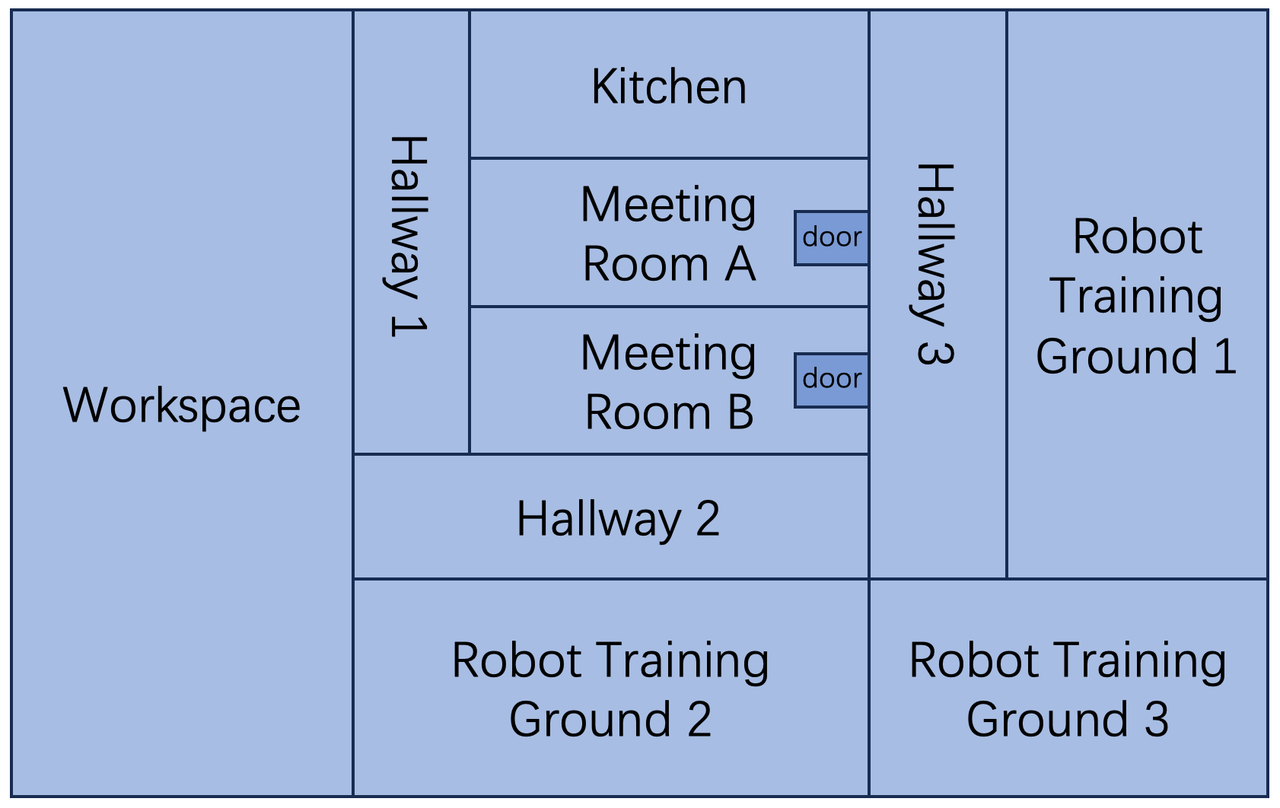 Workspace
Hallway 1
Kitchen
Meeting
Room A
door
Meeting
Room B
door
Hallway 2
Hallway 3
Robot
Training
Ground 1
Robot Training
Ground 2
Robot Training
Ground 3